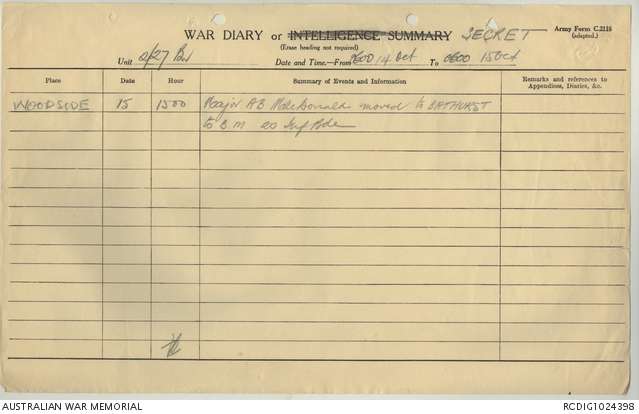 WAR DIARY or INTELLIGENCE SUMMARY SECRET
Army Form C.2118
(adapted.)
(Erase heading not required)
Unit 2/27 Bn Date and Time.—From 0600 14 Oct To 0600 15 Oct
Place Date Hour Summary of Events and Information Remarks and references to
Appendices, Diaries, &c.
WOODSIDE 15 1500 Major A B MacDonald moved to BATHURST
to B.M 20 Inf Bde
AUSTRALIAN WAR MEMORIAL RCDIG1024398